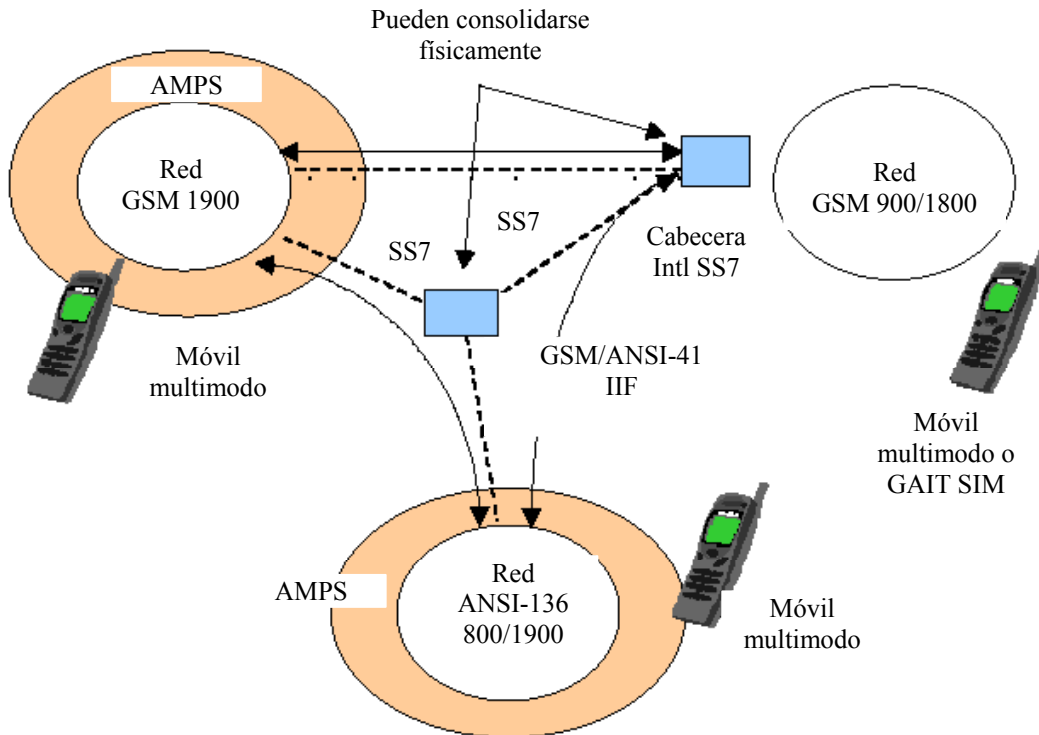 Pueden consolidarse
físicamente
AMPS
Red
GSM 1900
Red
GSM 900/1800
SS7
SS7
Cabecera
Intl SS7
Móvil
multimodo
GSM/ANSI-41
IIF
Móvil
multimodo o
GAIT SIM
AMPS
Red
ANSI-136
800/1900
Móvil
multimodo